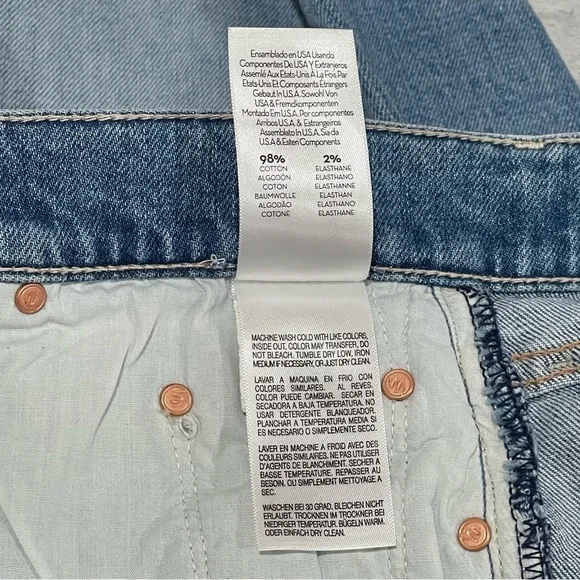 Ensamblado en USA Usando
Componentes De USA Y Extranjeros
Assemlé Aux Etats-Unis A La Fois Par
Etats-Unis Et Composants Etrangers
Gebaut In U.S.A. Sowohl Von
USA & Fremdkomponenten
Montado Em U.S.A. Por componentes
Ambos U.S.A & Estrangeiros
Assemblato In U.S.A. Sia da
U.S.A & Esteri Components
98% 2%
COTTON ELASTHANE
ALGODÓN ELASTHANO
COTON ELASTHANNE
BAUMWOLLE ELASTHAN
ALGODÃO ELASTHANO
COTONE ELASTHANE
MACHINE WASH COLD WITH LIKE COLORS,
INSIDE OUT, COLOR MAY TRANSFER, DO
NOT BLEACH. TUMBLE DRY LOW, IRON
MEDIUM IF NECESSARY, OR JUST DRY CLEAN.
LAVAR A MAQUINA EN FRIO CON
COLORES SIMILARES. AL REVES.
COLOR PUEDE CAMBIAR. SECAR EN
SECADORA A BAJA TEMPERATURA. NO
USAR DETERGENTE BLANQUEADOR.
PLANCHAR A TEMPERATURA MEDIA SI
ES NECESARIO O SIMPLEMENTE SECO.
LAVER EN MACHINE A FROID AVEC DES
COULEURS SIMILAIRES. NE PAS UTILISER
D'AGENTS DE BLANCHIMENT. SECHER A
BASSE TEMPERATURE. REPASSER AU
BESOIN. OU SIMPLEMENT NETTOYAGE A
SEC.
WASCHEN BEI 30 GRAD. BLEICHEN NICHT
ERLAUBT. TROCKNEN IM TROCKNER BEI
NIEDRIGER TEMPERATUR. BÜGELN WARM.
ODER EINFACH DRY CLEAN.